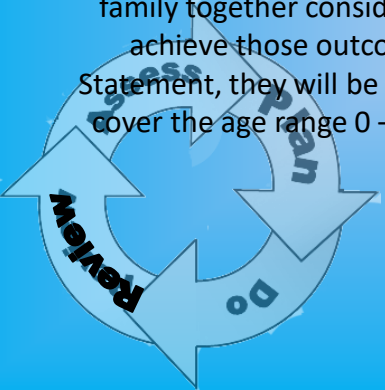 family together consid
achieve those outco
Statement, they will be
cover the age range 0 -
Assess
Plan
Do
Review